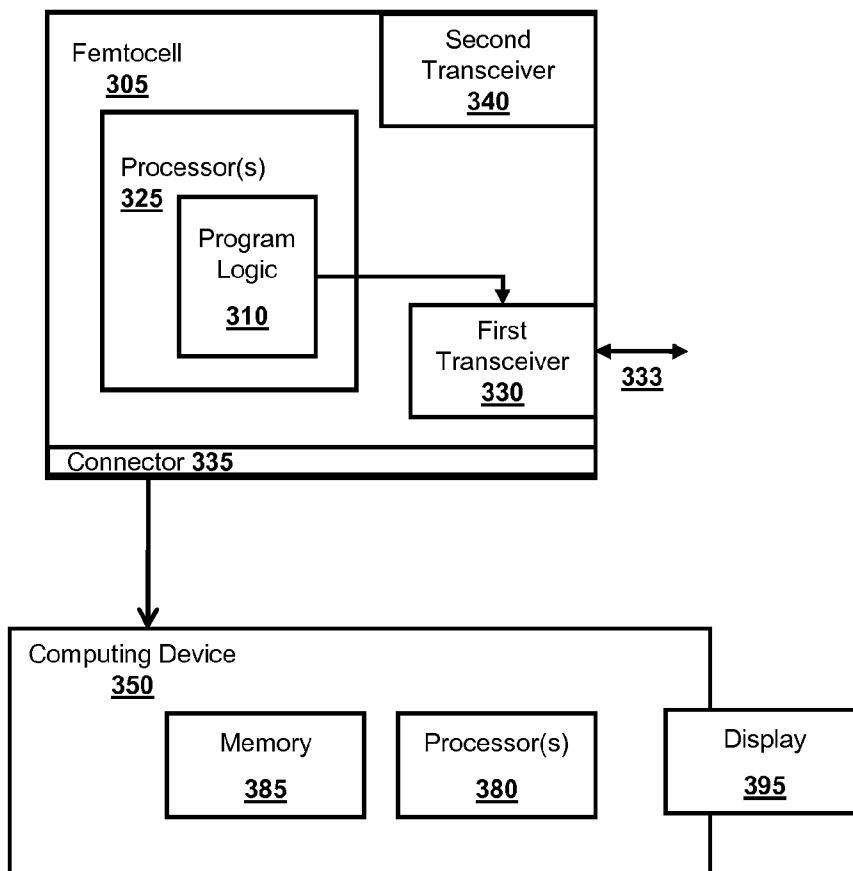 Femtocell
305
Second
Transceiver
340
Processor(s)
325
Program
Logic
310
First
Transceiver
330
333
Connector 335
Computing Device
350
Memory
385
Processor(s)
380
Display
395